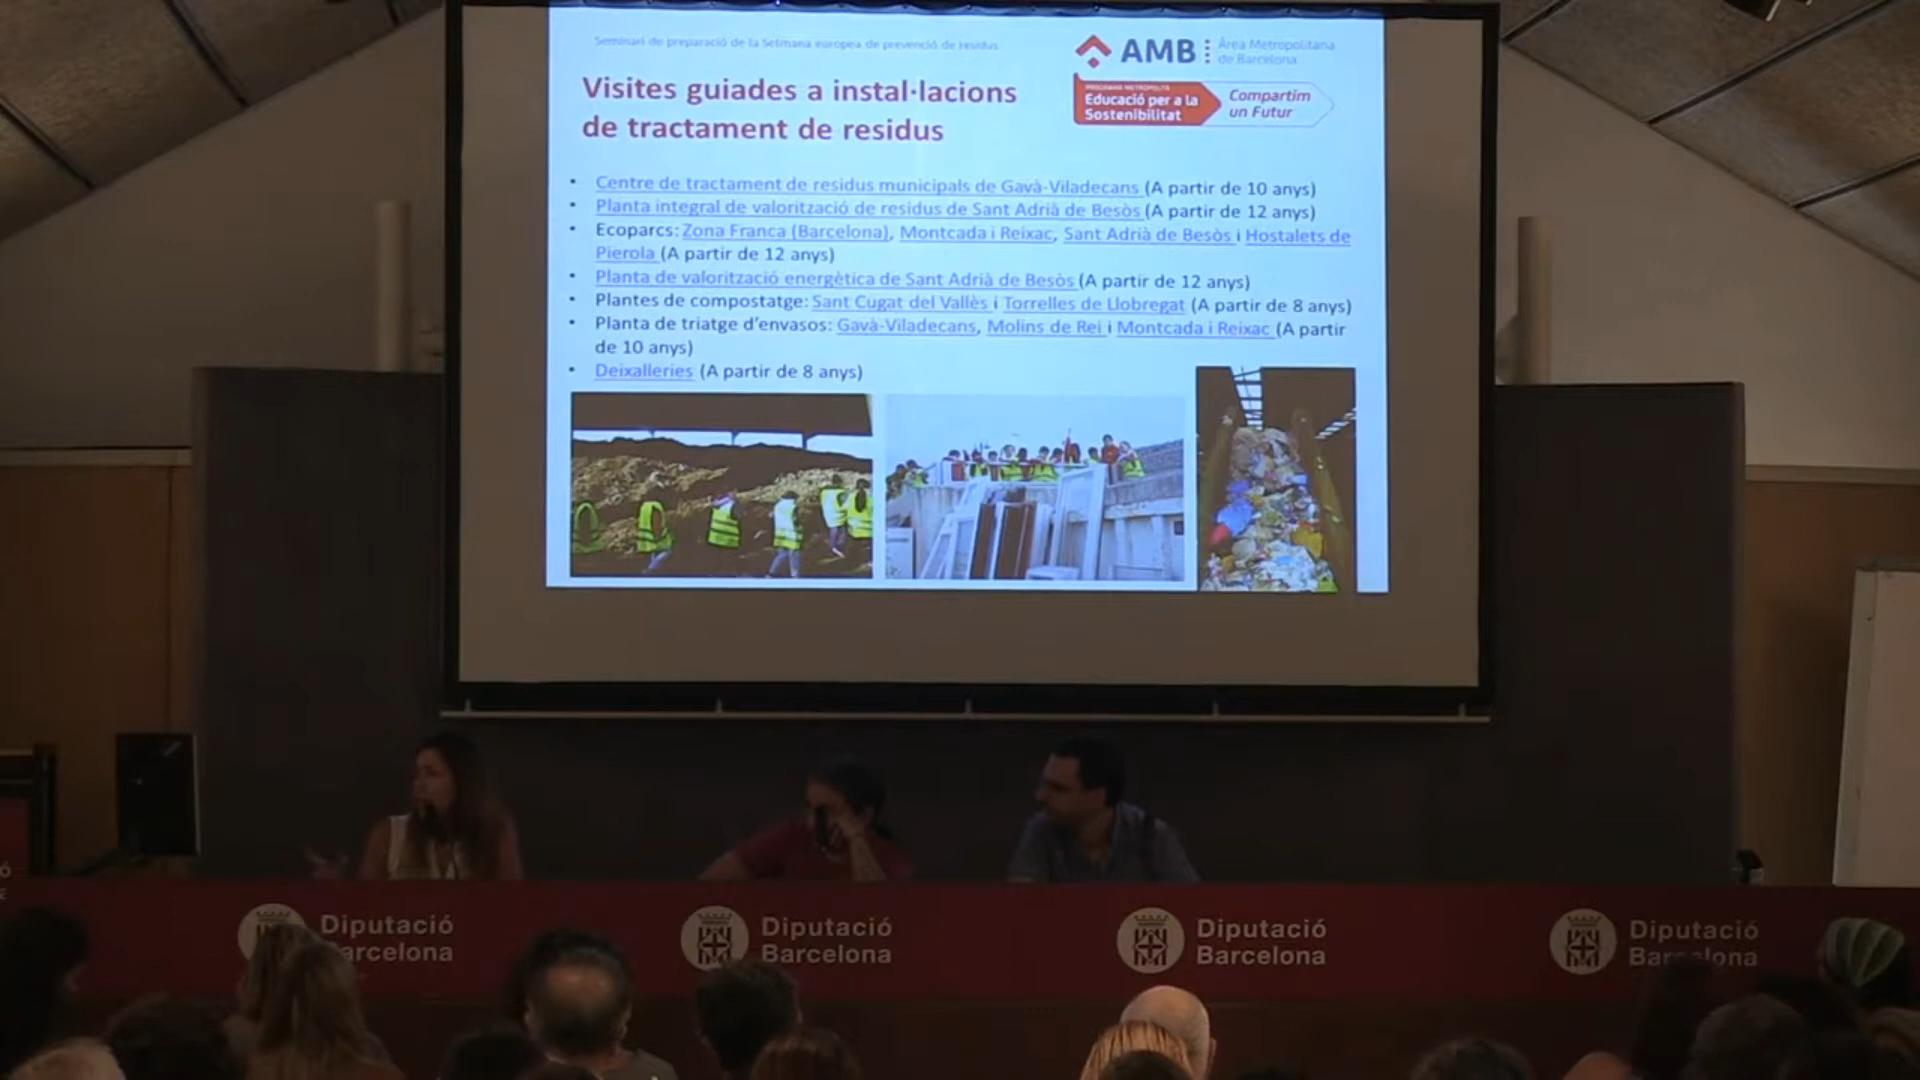 Seminari de preparació de la Setmana europea de prevenció de residus
AMB Àrea Metropolitana
de Barcelona
PROGRAMA METROPOLITÀ
Educació per a la
Sostenibilitat
Compartim
un Futur
Visites guiades a instal·lacions
de tractament de residus
• Centre de tractament de residus municipals de Gavà-Viladecans (A partir de 10 anys)
• Planta integral de valorització de residus de Sant Adrià de Besòs (A partir de 12 anys)
• Ecoparcs: Zona Franca (Barcelona), Montcada i Reixac, Sant Adrià de Besòs i Hostalets de
Pierola (A partir de 12 anys)
• Planta de valorització energètica de Sant Adrià de Besòs (A partir de 12 anys)
• Plantes de compostatge: Sant Cugat del Vallès i Torrelles de Llobregat (A partir de 8 anys)
• Planta de triatge d'envasos: Gavà-Viladecans, Molins de Rei i Montcada i Reixac (A partir
de 10 anys)
• Deixalleries (A partir de 8 anys)
Diputació
Barcelona
Diputació
Barcelona
Diputació
Barcelona
Diputació
Barcelona